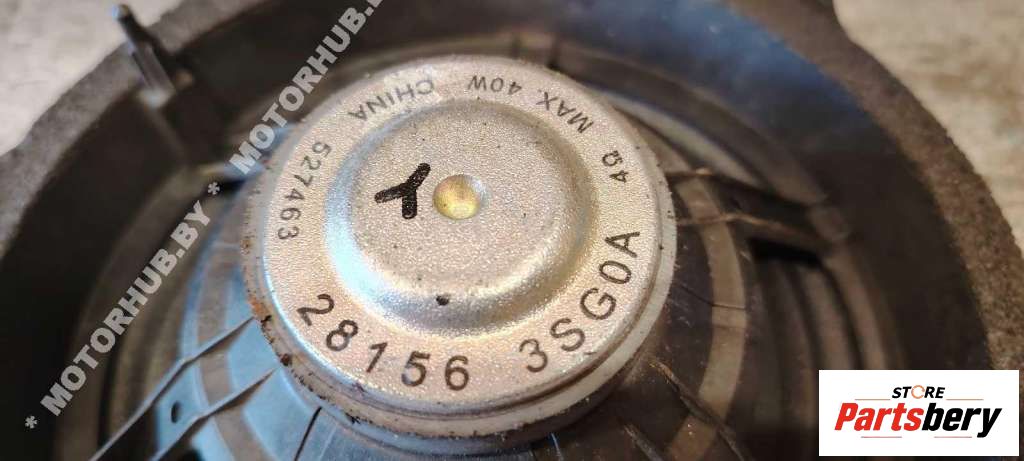 * MOTORHUB.BY * MOTORHUB.BY
CHINA
MAX. 40W
4Ω
527463
28156 3SG0A
Y
STORE
Partsbery